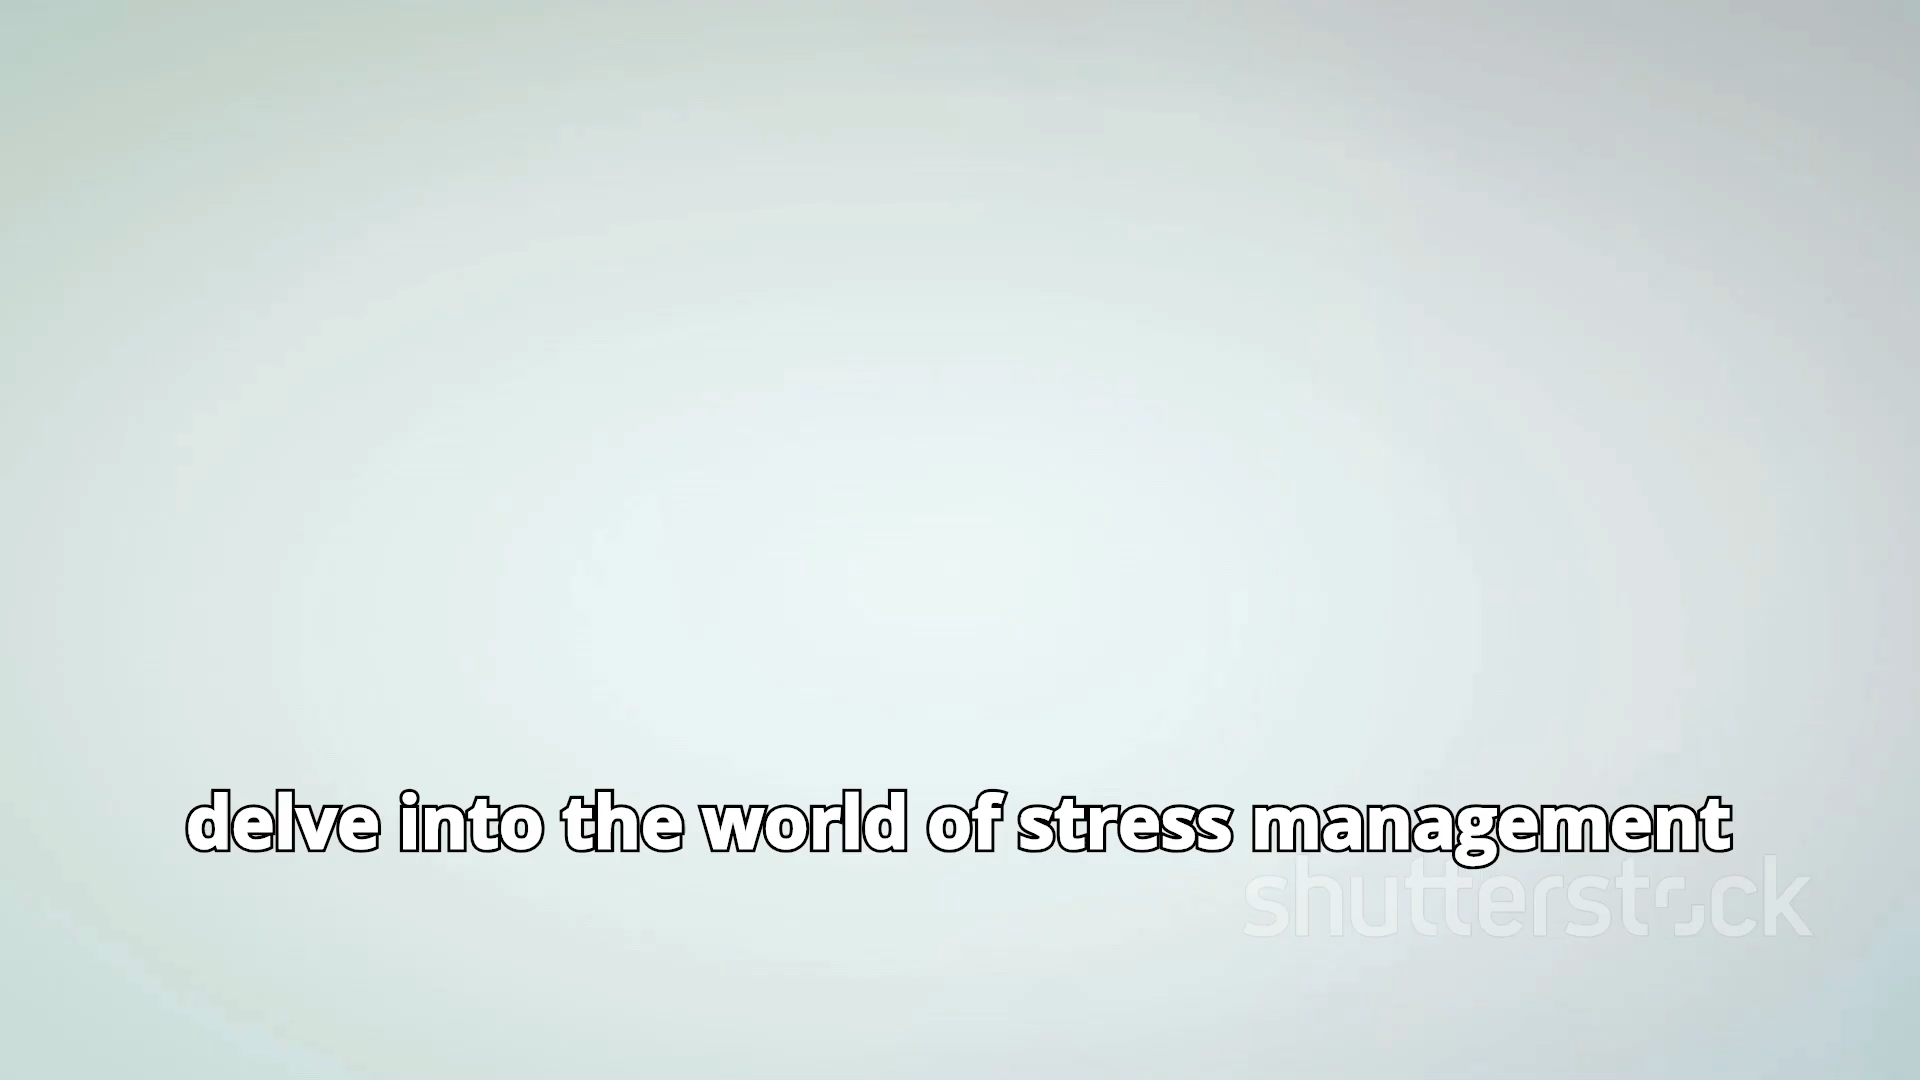 delve into the world of stress management
shutterstock